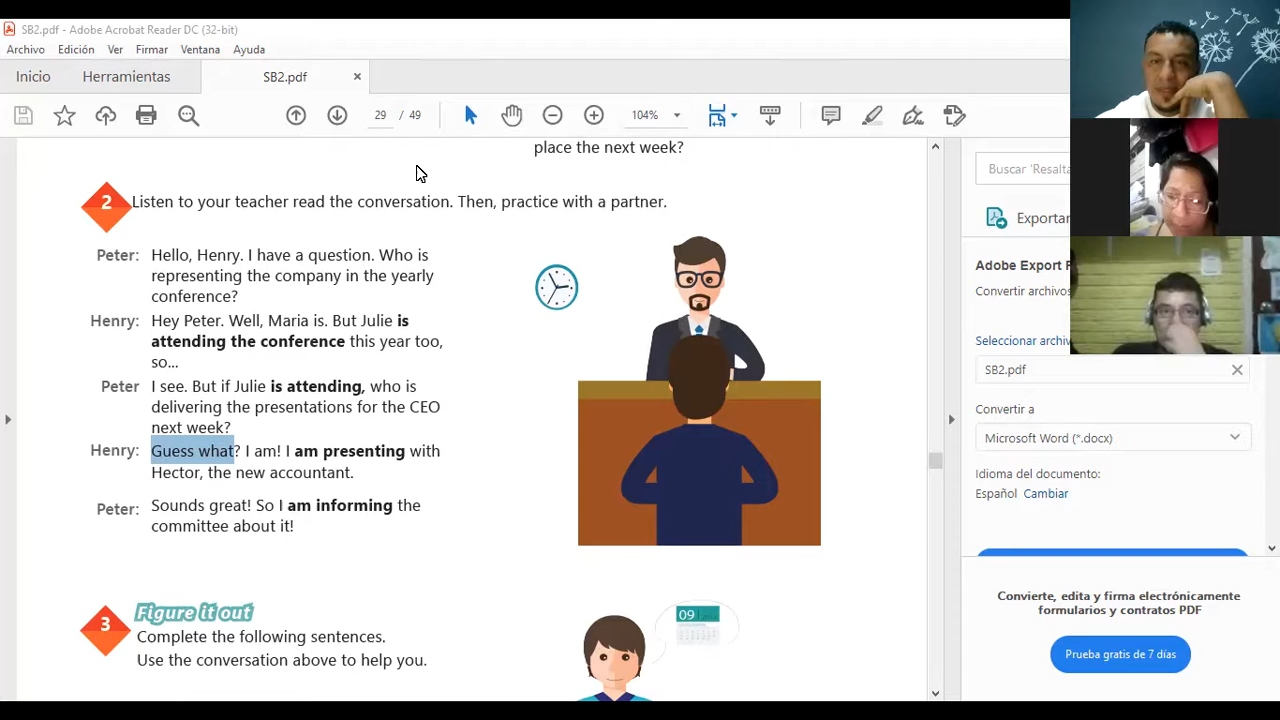 SB2.pdf - Adobe Acrobat Reader DC (32-bit)
Archivo Edición Ver Firmar Ventana Ayuda
Inicio Herramientas SB2.pdf ×
29 / 49 104%
place the next week?
2 Listen to your teacher read the conversation. Then, practice with a partner.
Peter: Hello, Henry. I have a question. Who is
representing the company in the yearly
conference?
Henry: Hey Peter. Well, Maria is. But Julie is
attending the conference this year too,
so...
Peter I see. But if Julie is attending, who is
delivering the presentations for the CEO
next week?
Henry: Guess what? I am! I am presenting with
Hector, the new accountant.
Peter: Sounds great! So I am informing the
committee about it!
3 Figure it out
Complete the following sentences.
Use the conversation above to help you.
09
Buscar 'Resalta
Exportar
Adobe Export
Convertir archivos
Seleccionar archiv
SB2.pdf
Convertir a
Microsoft Word (*.docx)
Idioma del documento:
Español Cambiar
Convierte, edita y firma electrónicamente
formularios y contratos PDF
Prueba gratis de 7 días